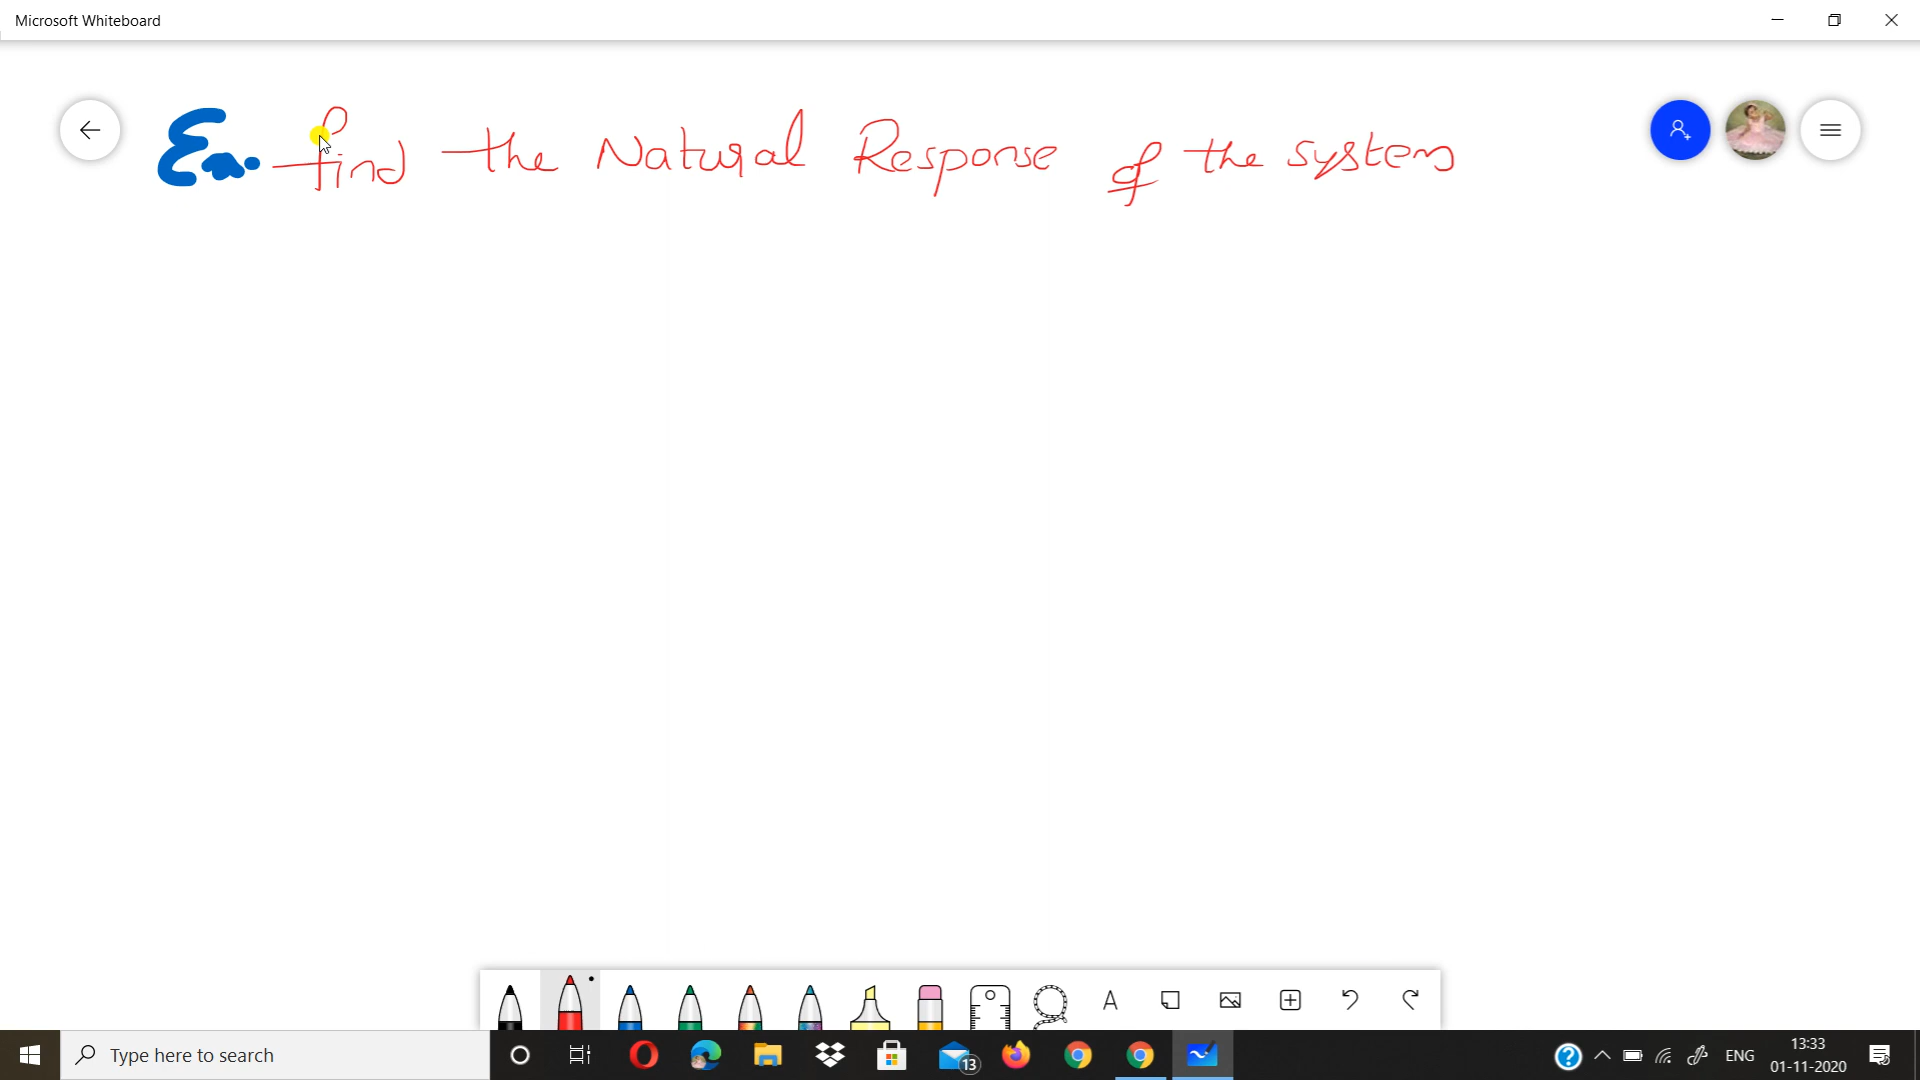 Microsoft Whiteboard
Ex. find the Natural Response of the system
A
Type here to search
13
ENG
13:33
01-11-2020